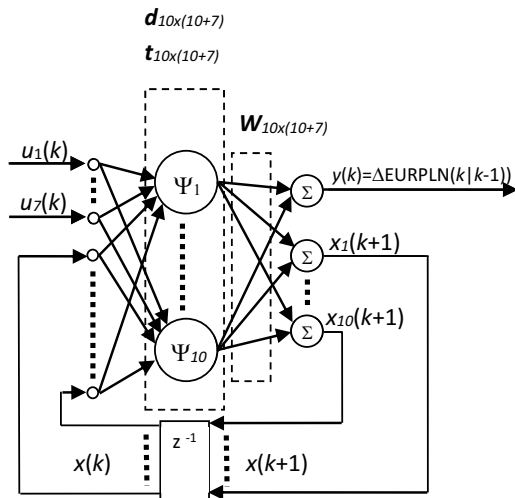 d10x(10+7)
t10x(10+7)
W10x(10+7)
u1(k)
Ψ1
Σ
y(k)=ΔEURPLN(k|k-1))
u7(k)
Σ
x1(k+1)
Ψ10
Σ
x10(k+1)
z -1
x(k)
x(k+1)